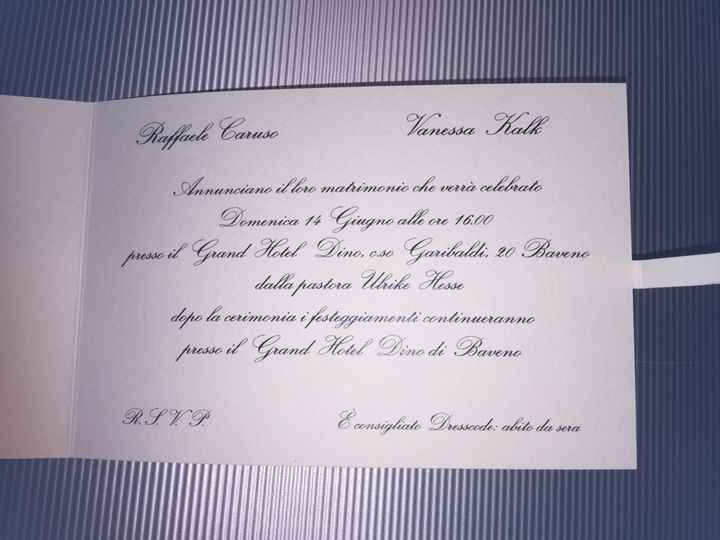 Raffaele Caruso Vanessa Kalk
Annunciano il loro matrimonio che verrà celebrato
Domenica 14 Giugno alle ore 16.00
presso il Grand Hotel Dino, c.so Garibaldi, 20 Baveno
dalla pastora Ulrike Hesse
dopo la cerimonia i festeggiamenti continueranno
presso il Grand Hotel Dino di Baveno
R.S.V.P. È consigliato Dresscode: abito da sera